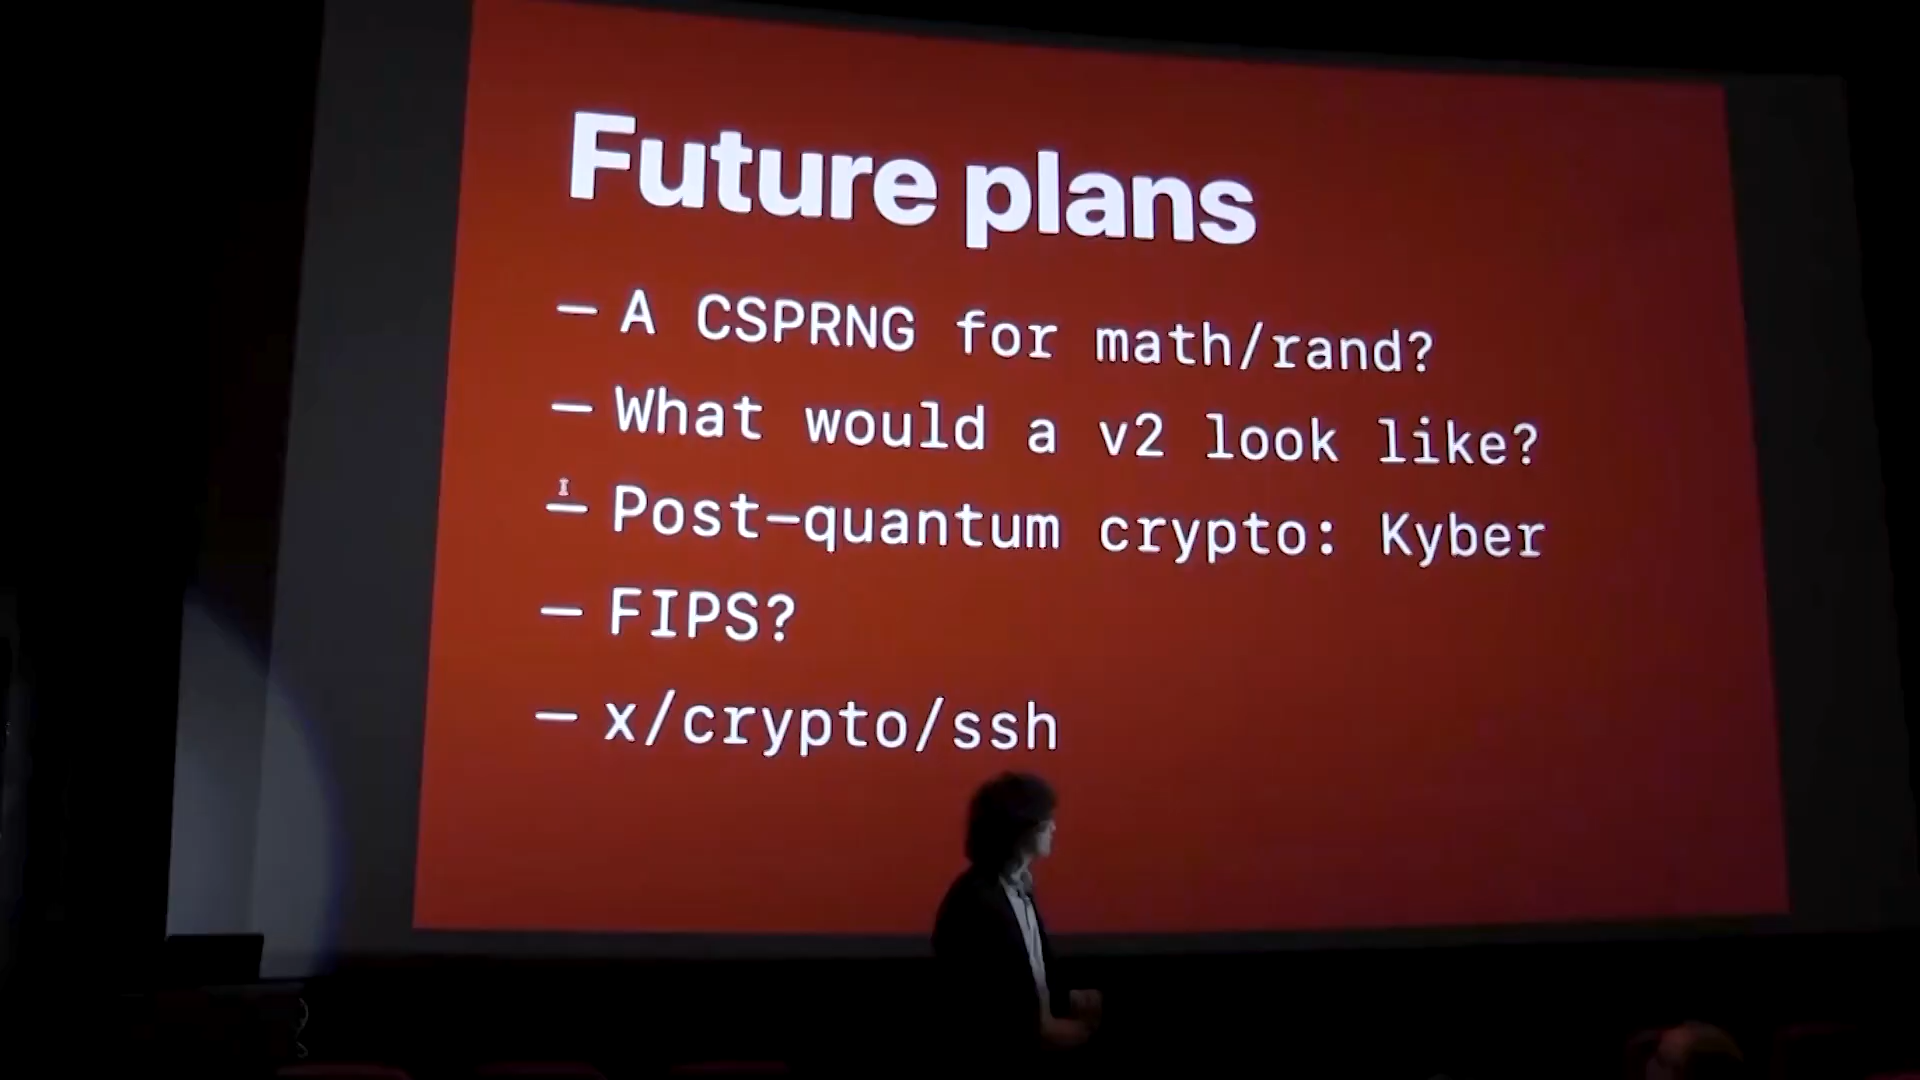 Future plans
– A CSPRNG for math/rand?
– What would a v2 look like?
– Post-quantum crypto: Kyber
– FIPS?
– x/crypto/ssh